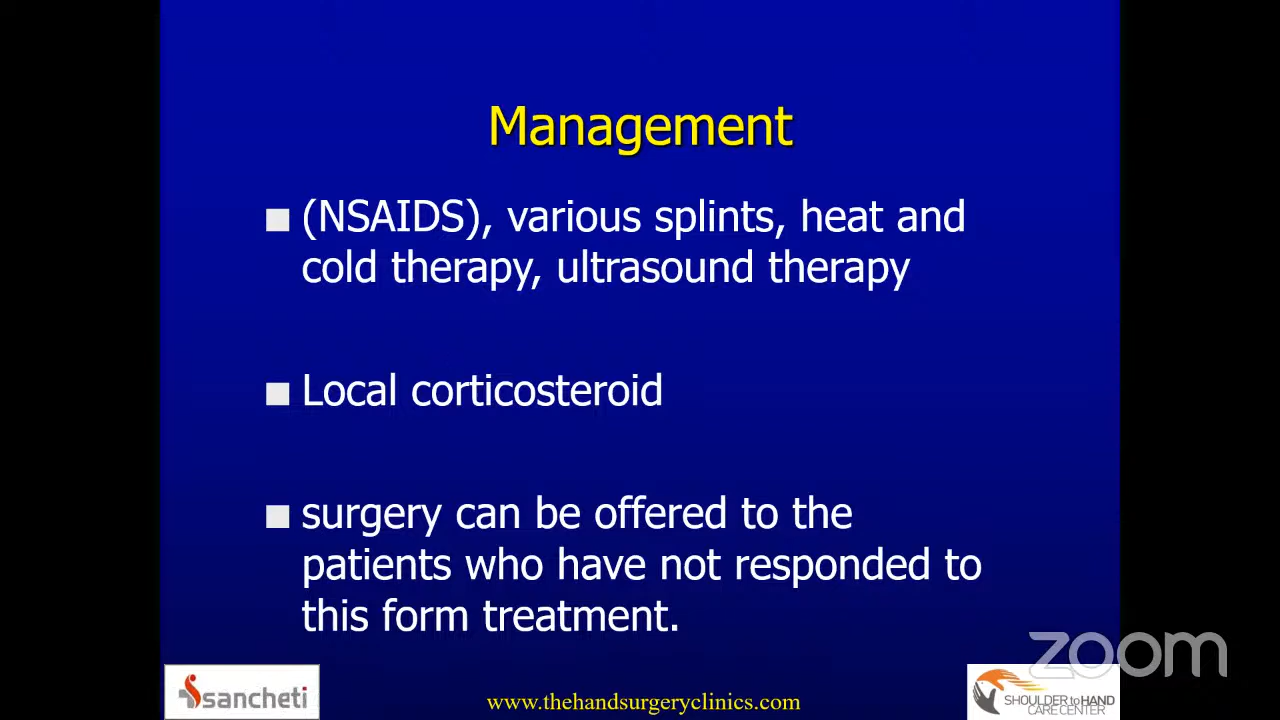 Management
(NSAIDS), various splints, heat and
cold therapy, ultrasound therapy
Local corticosteroid
surgery can be offered to the
patients who have not responded to
this form treatment.
zoom
sancheti
www.thehandsurgeryclinics.com
SHOULDER to HAND
CARE CENTER